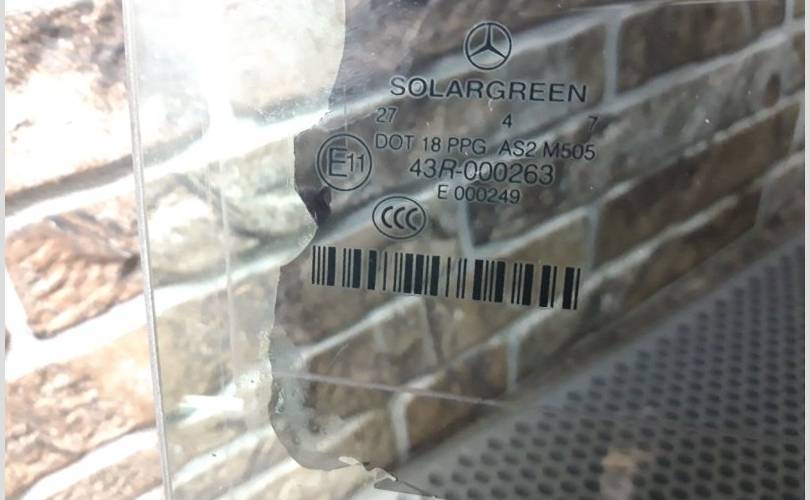 SOLARGREEN
27 4 7
DOT 18 PPG AS2 M505
E11 43R-000263
E 000249
CCC